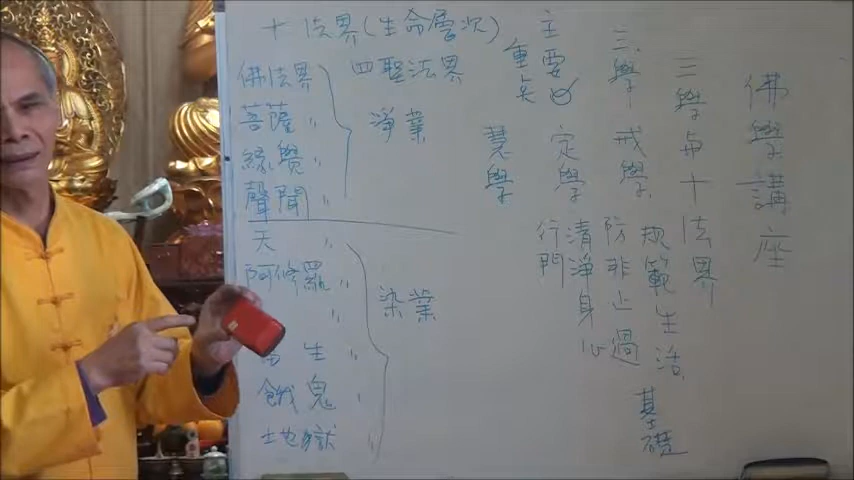 佛學講座
三學與十法界
三學
戒學
規範生活
基礎
防非止過
定學
清淨身心
行門
慧學
主要
重点
十法界(生命層次)
四聖法界
佛法界
菩薩〃
緣覺〃
聲聞〃
淨業
天〃
阿修羅〃
〃
畜生〃
餓鬼〃
地獄〃
染業